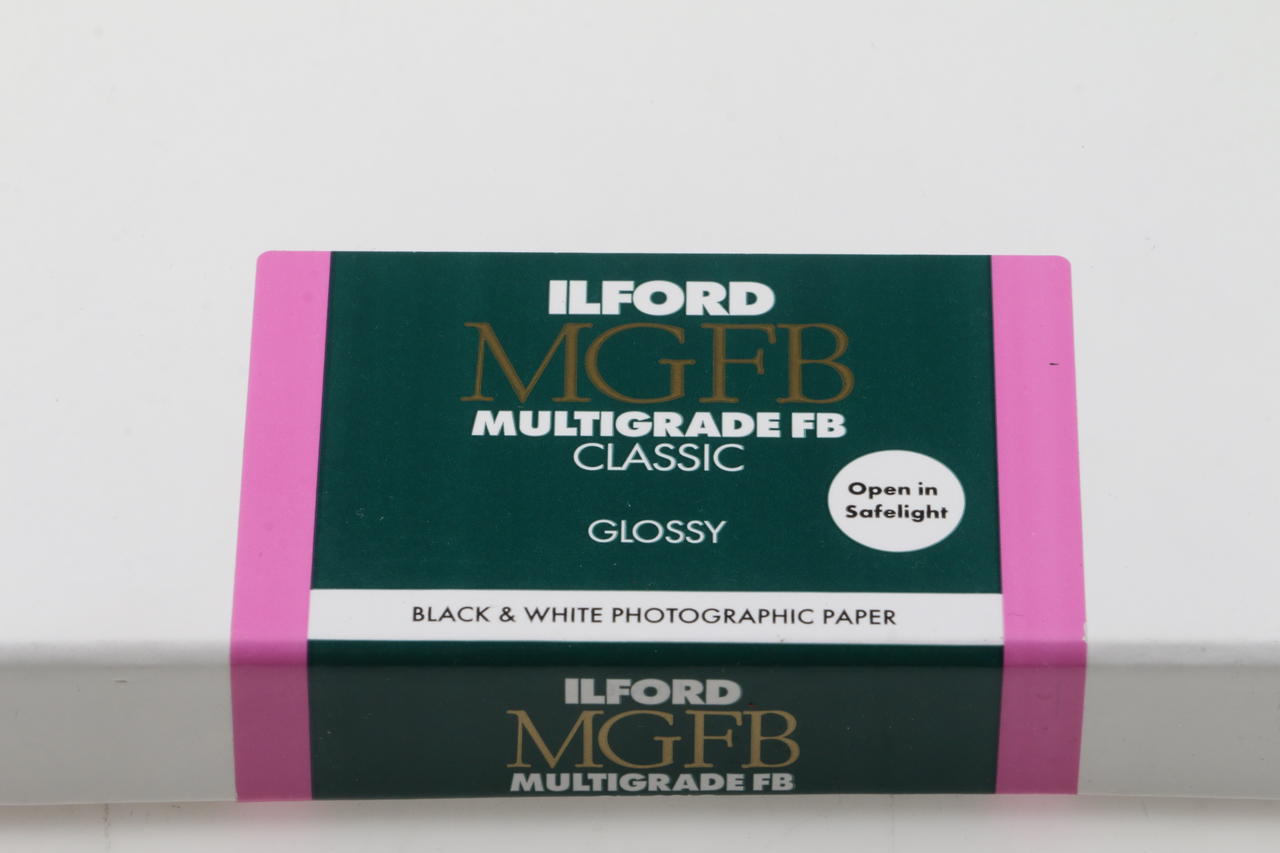 ILFORD
MGFB
MULTIGRADE FB
CLASSIC
Open in
Safelight
GLOSSY
BLACK & WHITE PHOTOGRAPHIC PAPER
ILFORD
MGFB
MULTIGRADE FB